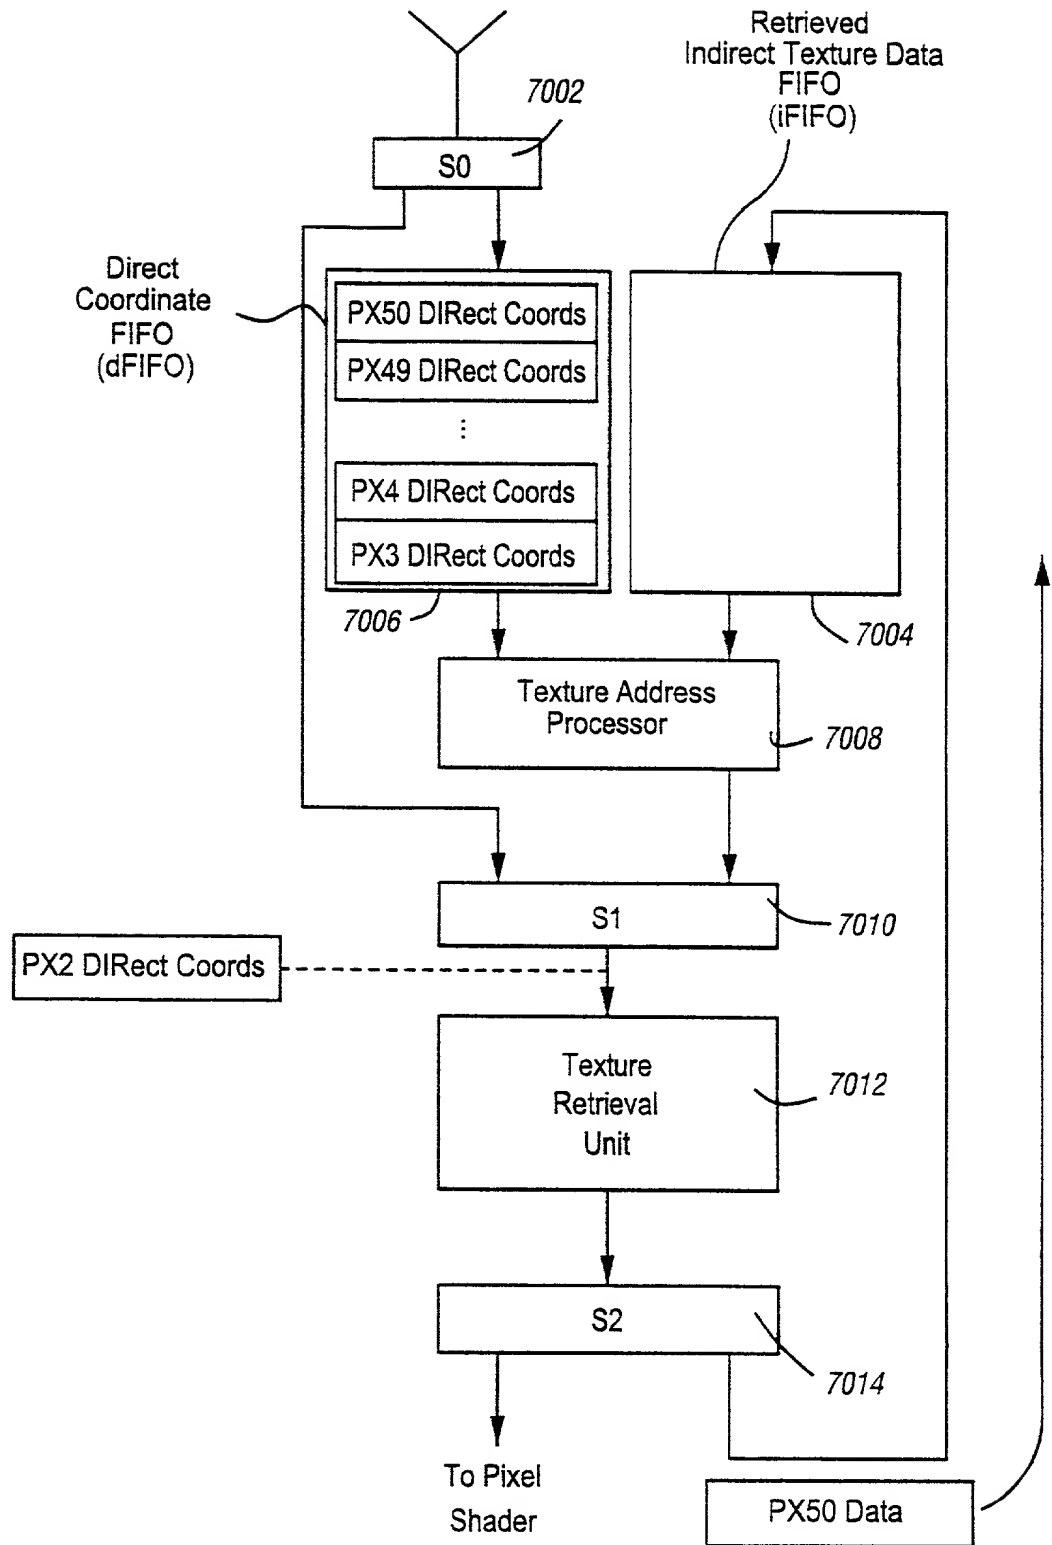 Retrieved
Indirect Texture Data
FIFO
(iFIFO)
7002
S0
Direct
Coordinate
FIFO
(dFIFO)
PX50 DIRect Coords
PX49 DIRect Coords
...
PX4 DIRect Coords
PX3 DIRect Coords
7006
7004
Texture Address
Processor
7008
S1
7010
PX2 DIRect Coords
Texture
Retrieval
Unit
7012
S2
7014
To Pixel
Shader
PX50 Data